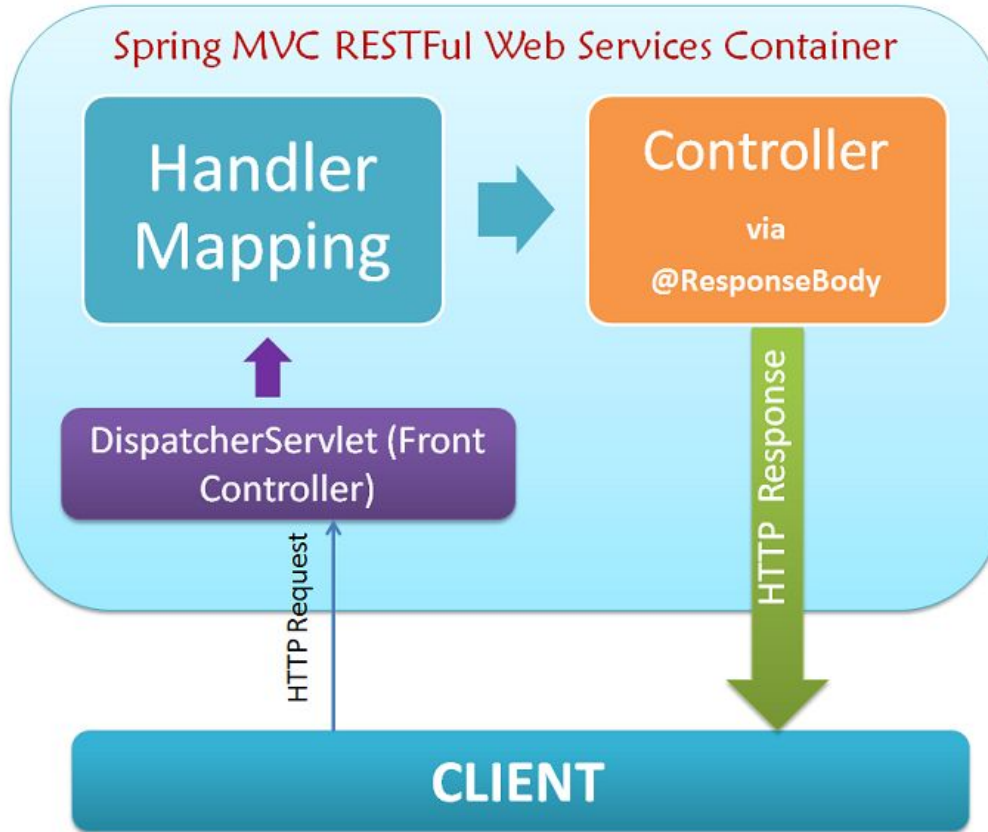 Spring MVC RESTFul Web Services Container
Handler
Mapping
Controller
via
@ResponseBody
DispatcherServlet (Front
Controller)
HTTP Request
HTTP Response
CLIENT